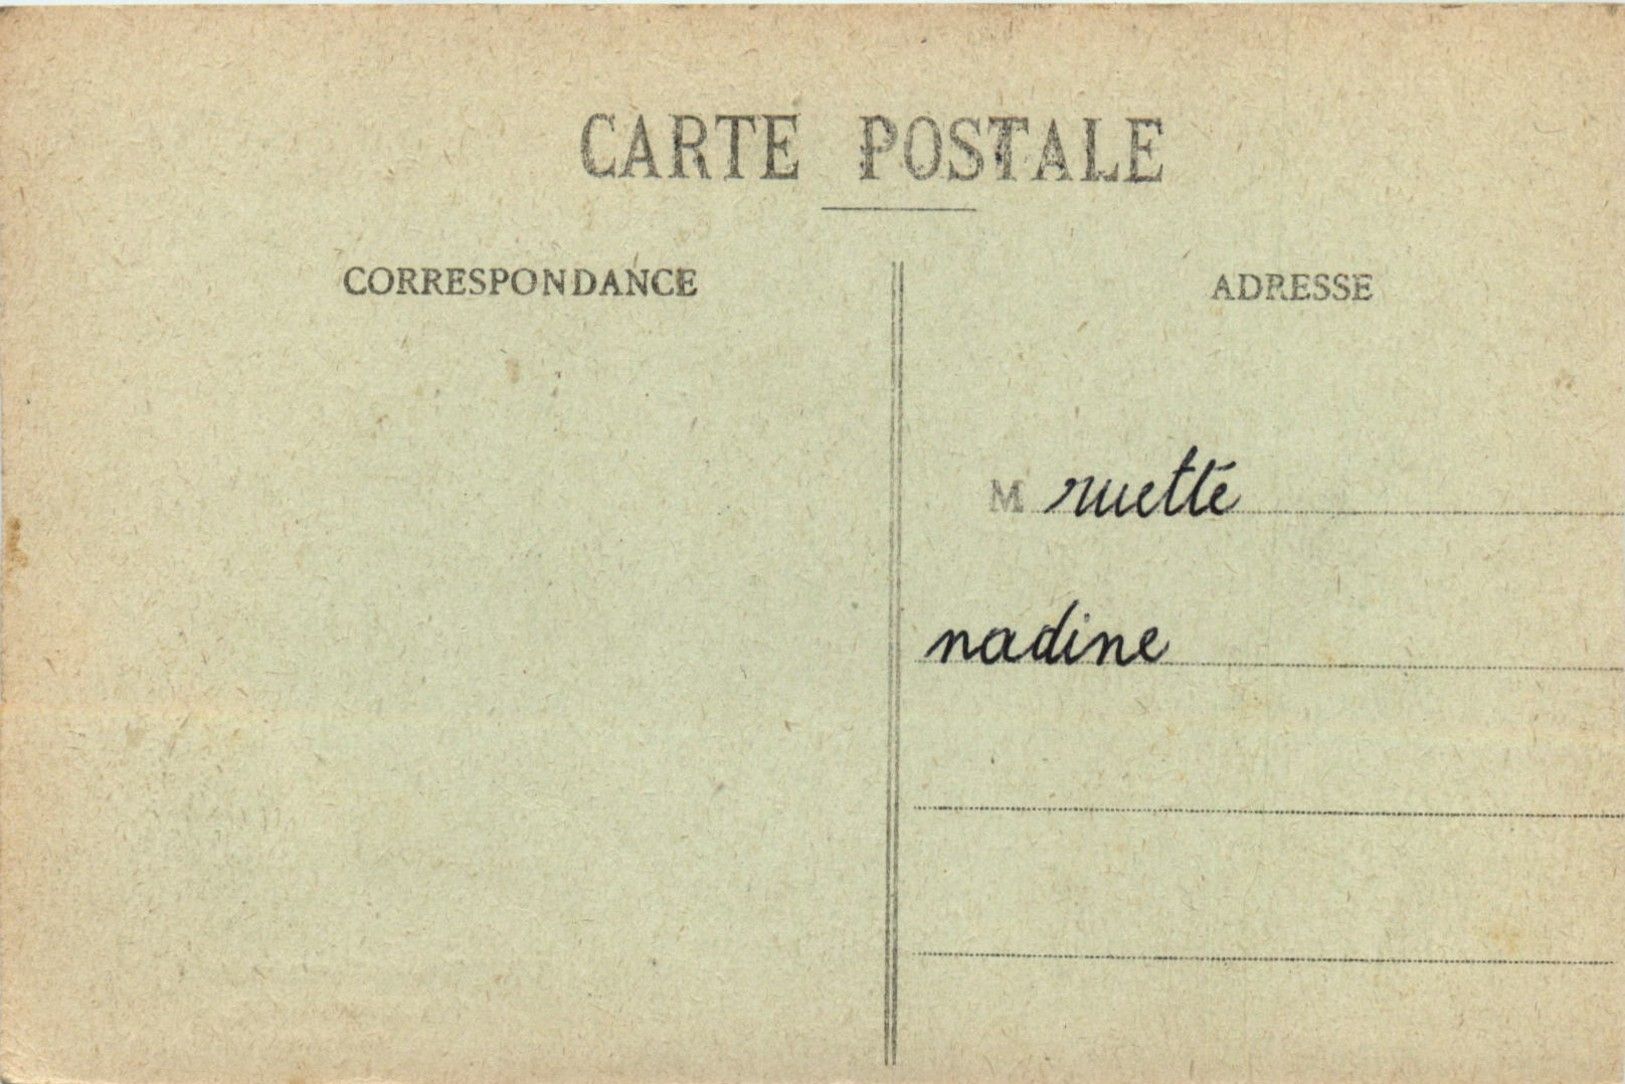 CARTE POSTALE
CORRESPONDANCE
ADRESSE
M ruette
nadine